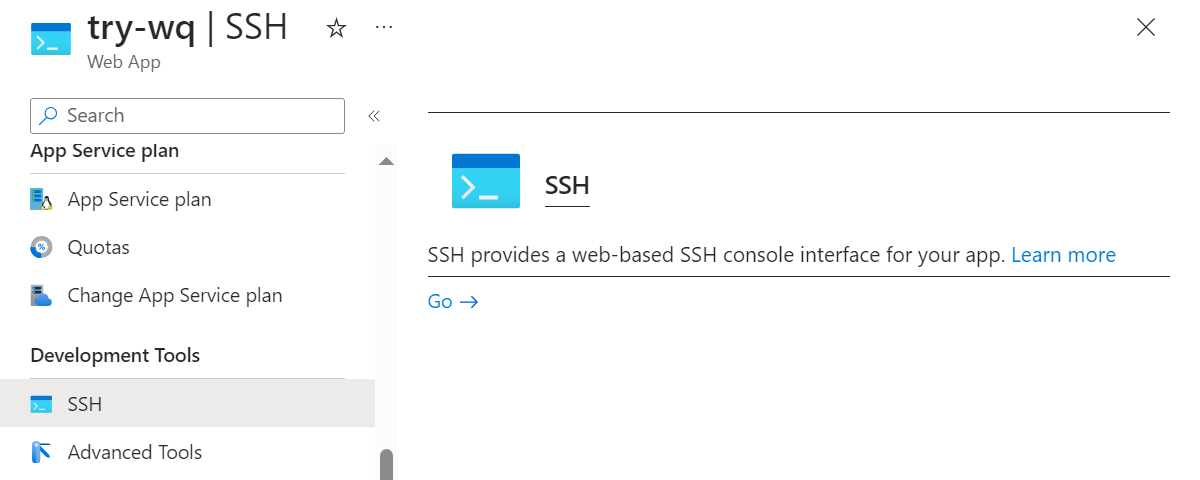 try-wq | SSH
Web App
Search
App Service plan
App Service plan
Quotas
Change App Service plan
Development Tools
SSH
Advanced Tools
SSH
SSH provides a web-based SSH console interface for your app. Learn more
Go →